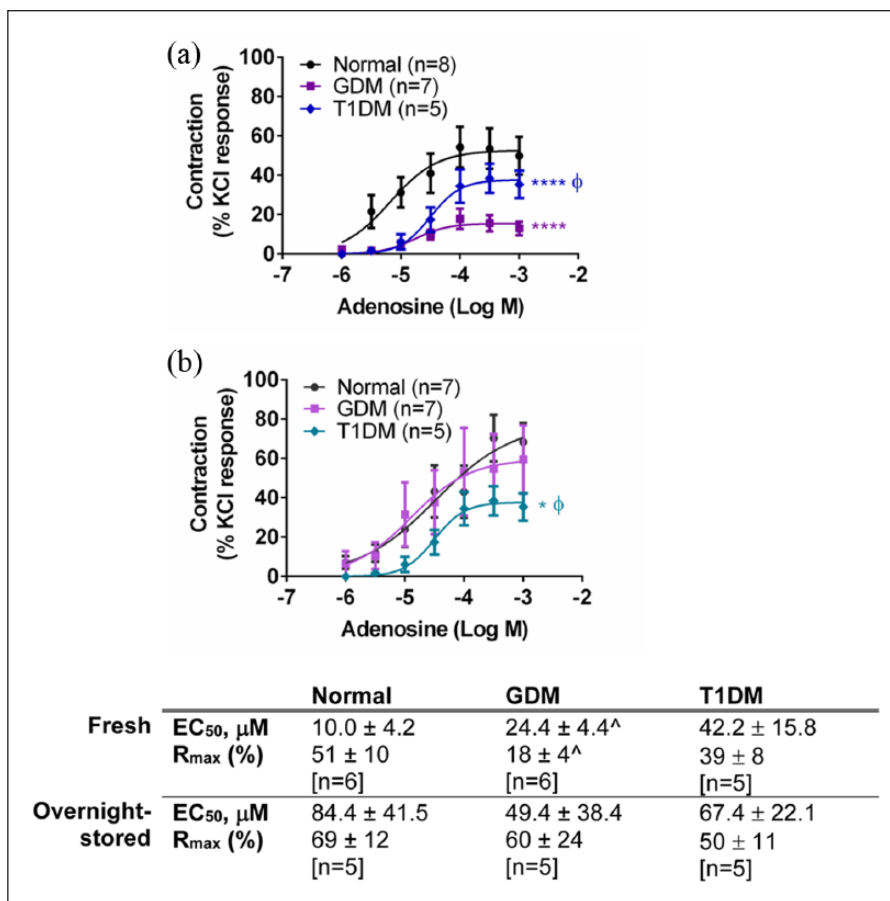 (a)
Normal (n=8)
GDM (n=7)
T1DM (n=5)
100
80
60
40
20
0
Contraction
(% KCl response)
**** ϕ
****
-7 -6 -5 -4 -3 -2
Adenosine (Log M)
(b)
Normal (n=7)
GDM (n=7)
T1DM (n=5)
100
80
60
40
20
0
Contraction
(% KCl response)
* ϕ
-7 -6 -5 -4 -3 -2
Adenosine (Log M)
Normal GDM T1DM
Fresh EC50, μM 10.0 ± 4.2 24.4 ± 4.4^ 42.2 ± 15.8
Rmax (%) 51 ± 10 18 ± 4^ 39 ± 8
[n=6] [n=6] [n=5]
Overnight- EC50, μM 84.4 ± 41.5 49.4 ± 38.4 67.4 ± 22.1
stored Rmax (%) 69 ± 12 60 ± 24 50 ± 11
[n=5] [n=5] [n=5]